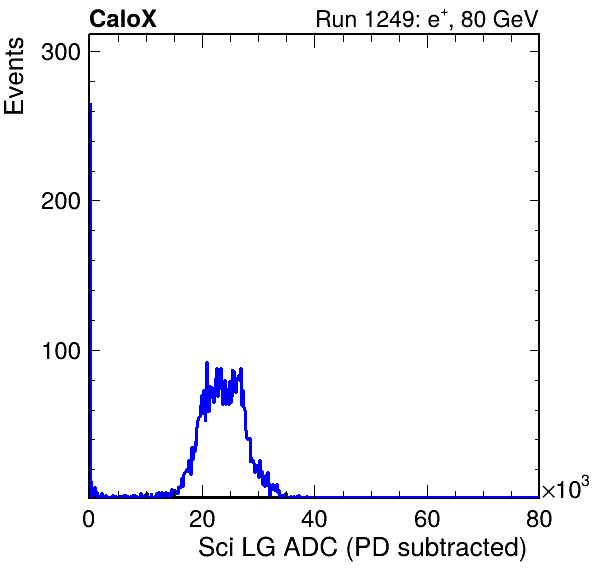 CaloX Run 1249: e⁺, 80 GeV
Events
300
200
100
0 20 40 60 80
×10³
Sci LG ADC (PD subtracted)